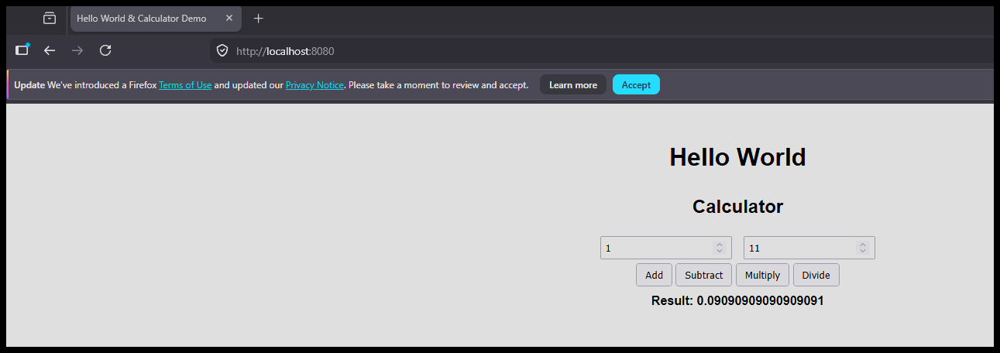 Hello World & Calculator Demo
http://localhost:8080
Update We've introduced a Firefox Terms of Use and updated our Privacy Notice. Please take a moment to review and accept. Learn more Accept
Hello World
Calculator
1 11
Add Subtract Multiply Divide
Result: 0.09090909090909091